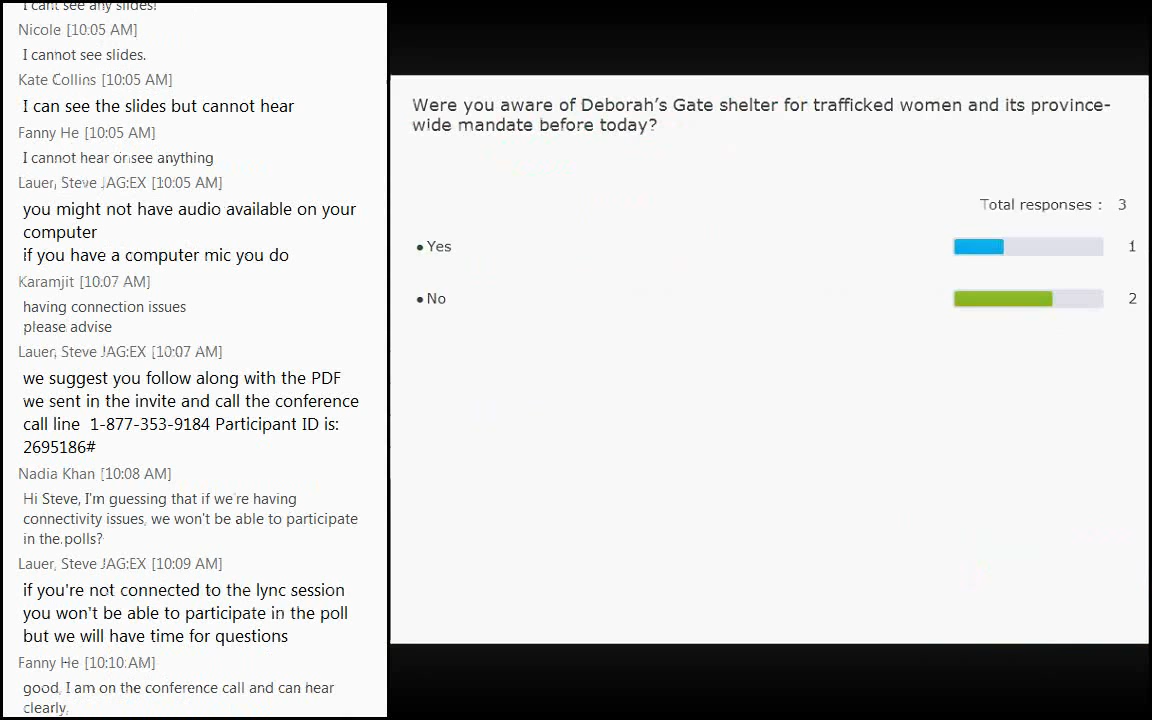 I cant see any slides!
Nicole [10:05 AM]
I cannot see slides.
Kate Collins [10:05 AM]
I can see the slides but cannot hear
Fanny He [10:05 AM]
I cannot hear or see anything
Lauer, Steve JAG:EX [10:05 AM]
you might not have audio available on your
computer
if you have a computer mic you do
Karamjit [10:07 AM]
having connection issues
please advise
Lauer, Steve JAG:EX [10:07 AM]
we suggest you follow along with the PDF
we sent in the invite and call the conference
call line 1-877-353-9184 Participant ID is:
2695186#
Nadia Khan [10:08 AM]
Hi Steve, I'm guessing that if we're having
connectivity issues, we won't be able to participate
in the polls?
Lauer, Steve JAG:EX [10:09 AM]
if you're not connected to the lync session
you won't be able to participate in the poll
but we will have time for questions
Fanny He [10:10 AM]
good, I am on the conference call and can hear
clearly.
Were you aware of Deborah's Gate shelter for trafficked women and its province-
wide mandate before today?
Total responses : 3
• Yes 1
• No 2